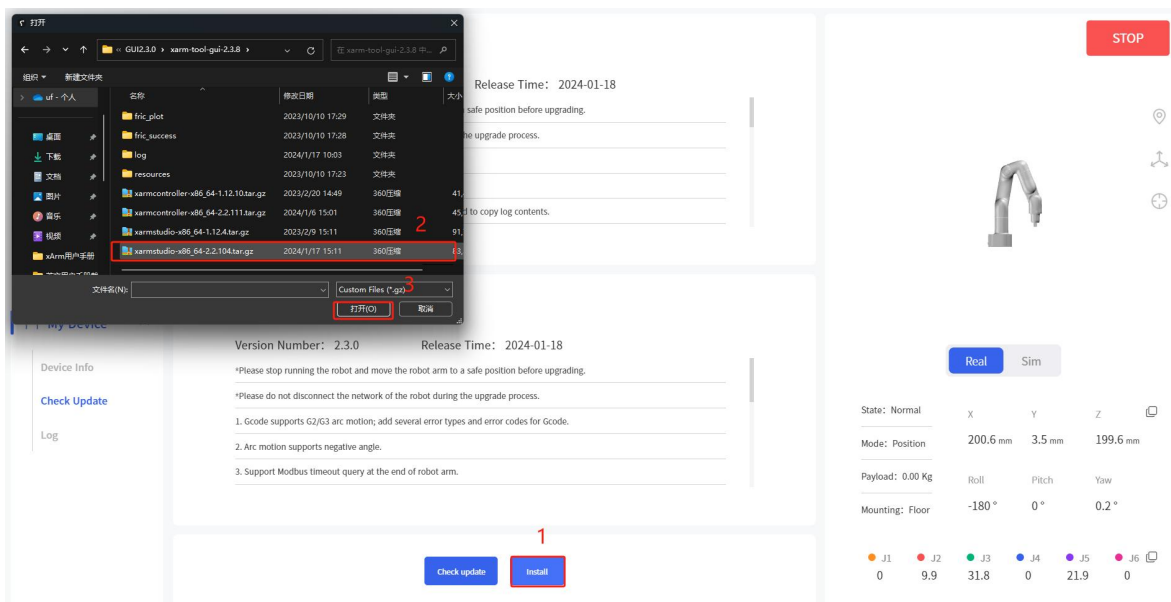 打开
GUI2.3.0 › xarm-tool-gui-2.3.8 ›
在 xarm-tool-gui-2.3.8 中...
组织 新建文件夹
uf - 个人
桌面
下载
文档
图片
音乐
视频
xArm用户手册
名称 修改日期 类型 大小
fric_plot 2023/10/10 17:29 文件夹
fric_success 2023/10/10 17:28 文件夹
log 2024/1/17 10:03 文件夹
resources 2023/10/10 17:23 文件夹
xarmcontroller-x86_64-1.12.10.tar.gz 2023/2/20 14:49 360压缩 41,
xarmcontroller-x86_64-2.2.111.tar.gz 2024/1/6 15:01 360压缩 45,
xarmstudio-x86_64-1.12.4.tar.gz 2023/2/9 15:11 360压缩 91,
2
xarmstudio-x86_64-2.2.104.tar.gz 2024/1/17 15:11 360压缩
3
文件名(N): Custom Files (*.gz)
打开(O) 取消
Release Time: 2024-01-18
safe position before upgrading.
he upgrade process.
d to copy log contents.
My Device
Device Info
Check Update
Log
Version Number: 2.3.0 Release Time: 2024-01-18
*Please stop running the robot and move the robot arm to a safe position before upgrading.
*Please do not disconnect the network of the robot during the upgrade process.
1. Gcode supports G2/G3 arc motion; add several error types and error codes for Gcode.
2. Arc motion supports negative angle.
3. Support Modbus timeout query at the end of robot arm.
1
Check update Install
STOP
Real Sim
State: Normal
Mode: Position
Payload: 0.00 Kg
Mounting: Floor
X Y Z
200.6 mm 3.5 mm 199.6 mm
Roll Pitch Yaw
-180 ° 0 ° 0.2 °
J1 J2 J3 J4 J5 J6
0 9.9 31.8 0 21.9 0